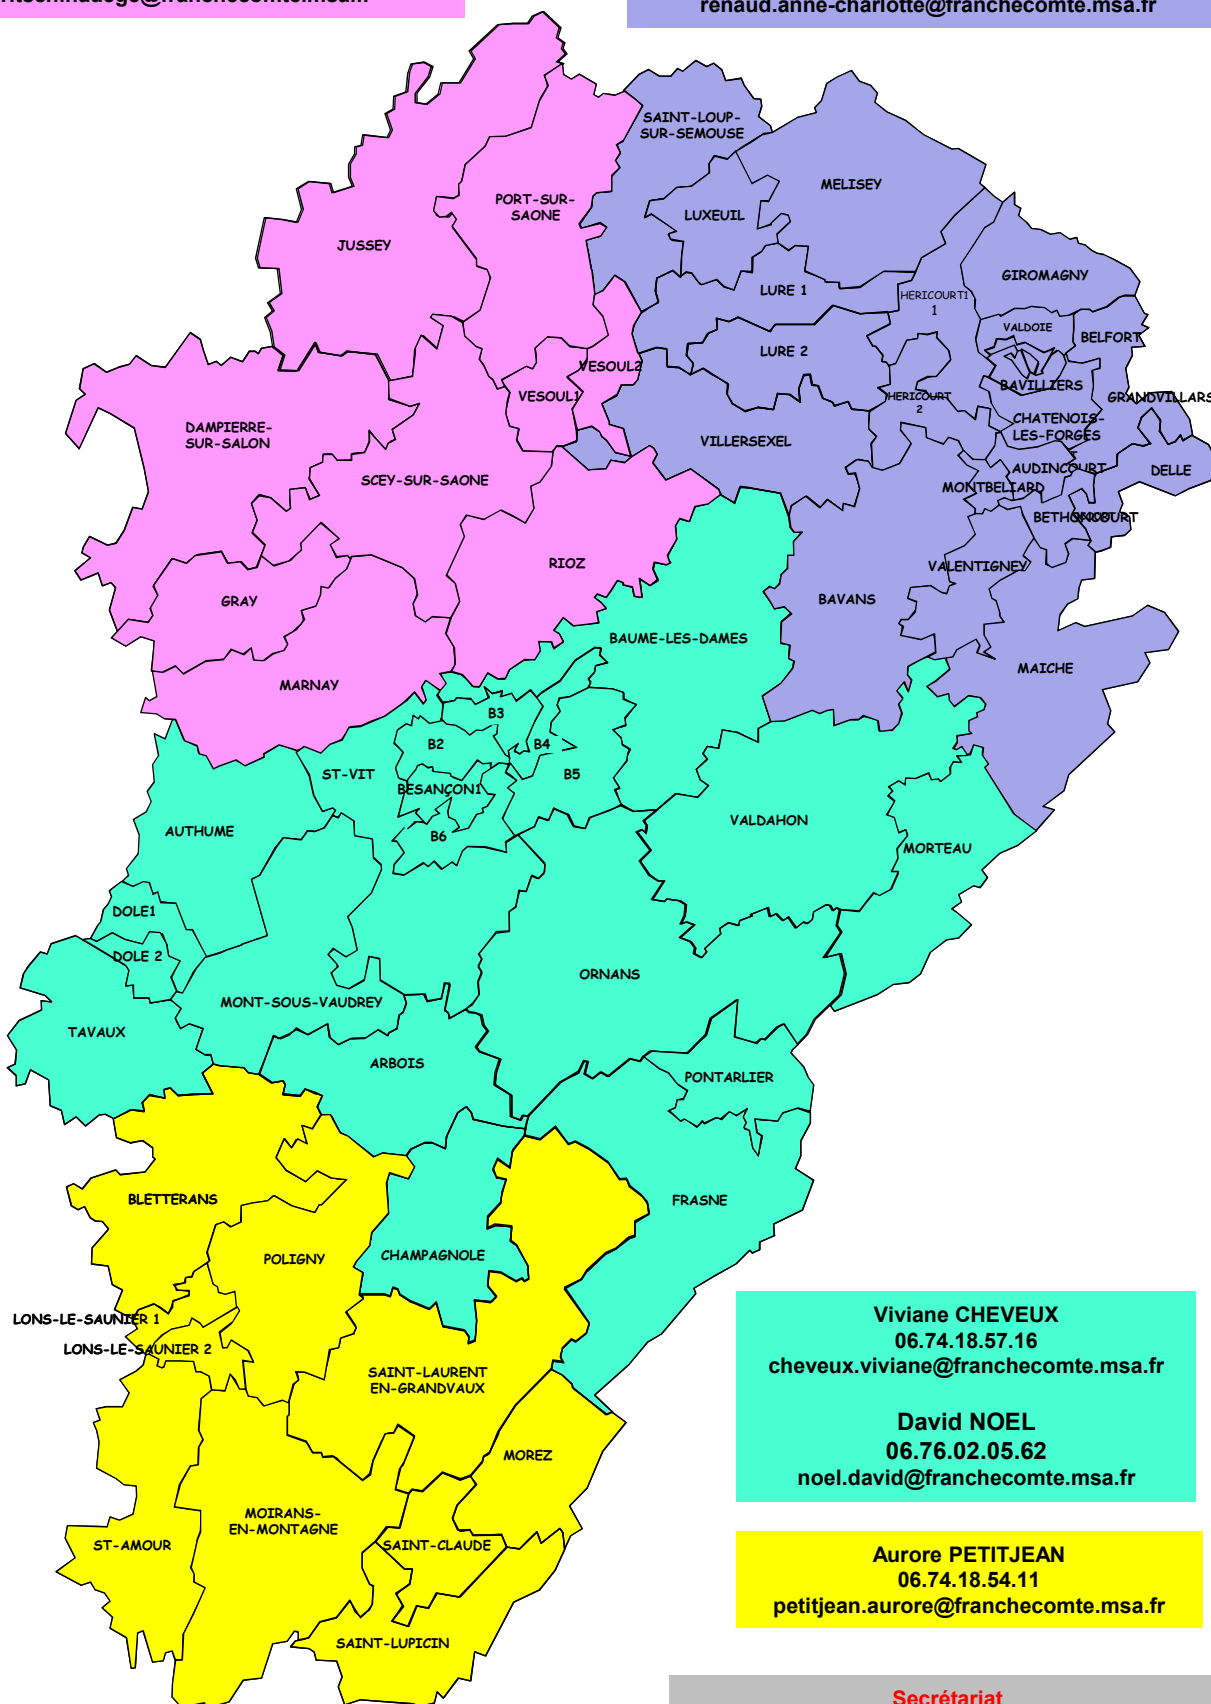 renaud.anne-charlotte@franchecomte.msa.fr
SAINT-LOUP-
SUR-SEMOUSE
MELISEY
PORT-SUR-
SAONE
LUXEUIL
JUSSEY
GIROMAGNY
LURE 1
HERICOURT1
1
VALDOIE
BELFORT
LURE 2
VESOUL2
BAVILLIERS
VESOUL1
HERICOURT
2
GRANDVILLARS
CHATENOIS-
LES-FORGES
DAMPIERRE-
SUR-SALON
VILLERSEXEL
AUDINCOURT
DELLE
SCEY-SUR-SAONE
MONTBELIARD
BETHONCOURT
RIOZ
VALENTIGNEY
GRAY
BAVANS
BAUME-LES-DAMES
MAICHE
MARNAY
B3
B2
B4
ST-VIT
B5
BESANÇON1
AUTHUME
B6
VALDAHON
MORTEAU
DOLE1
DOLE 2
ORNANS
MONT-SOUS-VAUDREY
TAVAUX
ARBOIS
PONTARLIER
BLETTERANS
FRASNE
POLIGNY
CHAMPAGNOLE
LONS-LE-SAUNIER 1
LONS-LE-SAUNIER 2
SAINT-LAURENT
EN-GRANDVAUX
MOREZ
MOIRANS-
EN-MONTAGNE
ST-AMOUR
SAINT-CLAUDE
SAINT-LUPICIN
Viviane CHEVEUX
06.74.18.57.16
cheveux.viviane@franchecomte.msa.fr
David NOEL
06.76.02.05.62
noel.david@franchecomte.msa.fr
Aurore PETITJEAN
06.74.18.54.11
petitjean.aurore@franchecomte.msa.fr
Secrétariat